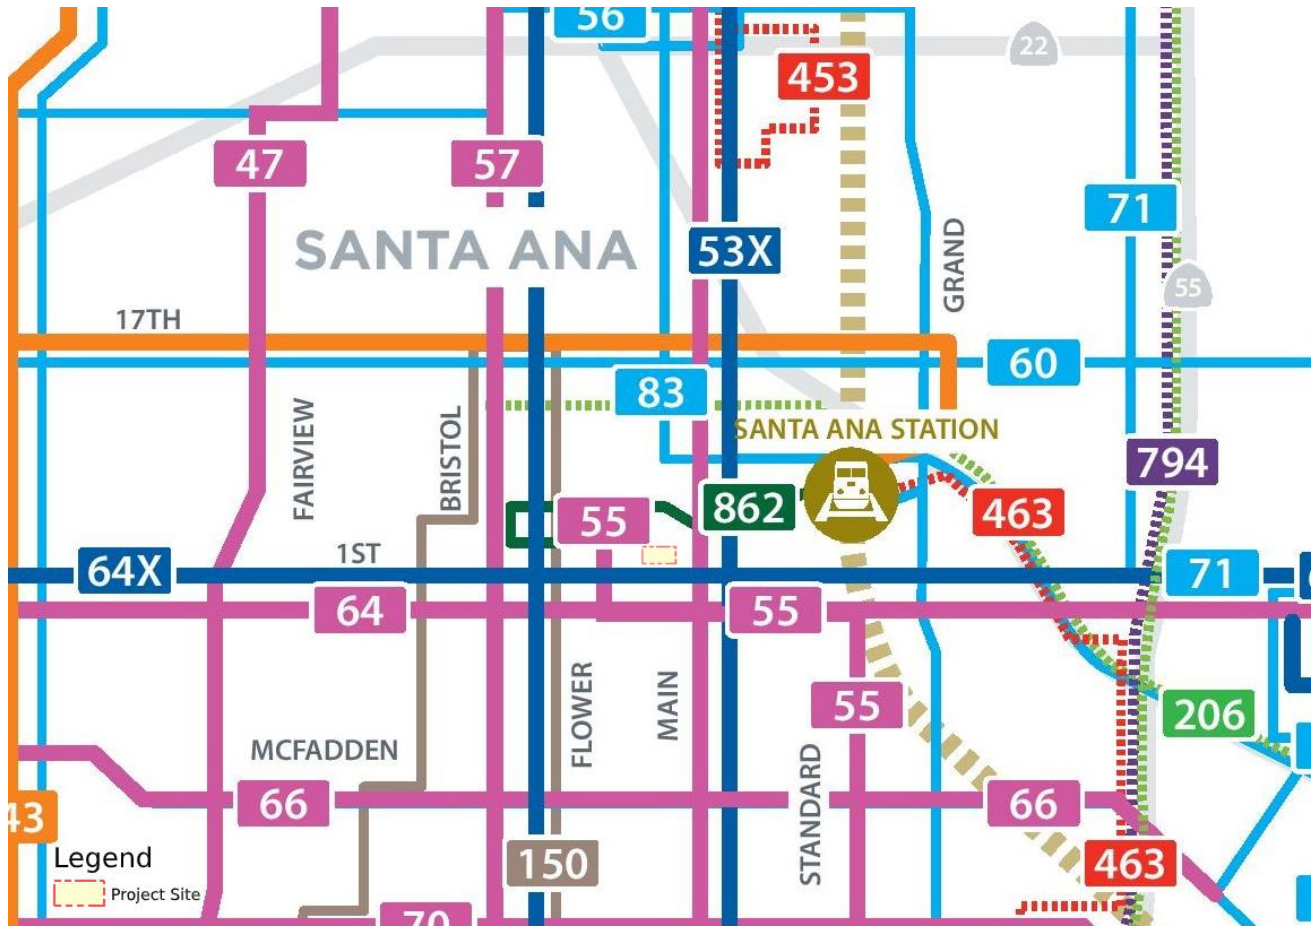 56
22
453
47
57
71
SANTA ANA
53X
GRAND
55
17TH
60
83
FAIRVIEW
BRISTOL
SANTA ANA STATION
794
862
55
463
1ST
64X
71
64
55
FLOWER
MAIN
55
206
MCFADDEN
STANDARD
66
66
43
Legend
Project Site
150
463
70